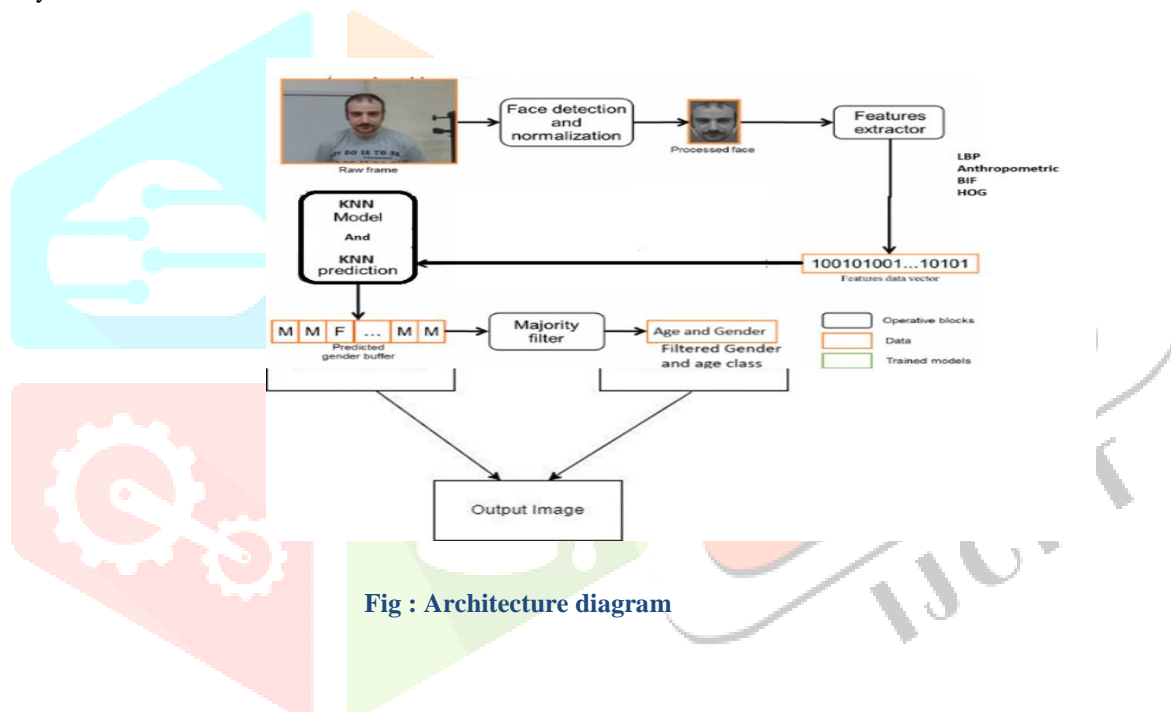 Face detection
and
normalization
Features
extractor
Raw frame
Processed face
LBP
Anthropometric
BIF
HOG
KNN
Model
And
KNN
prediction
100101001...10101
Features data vector
M M F ... M M
Predicted
gender buffer
Majority
filter
Age and Gender
Filtered Gender
and age class
Operative blocks
Data
Trained models
Output Image
Fig : Architecture diagram